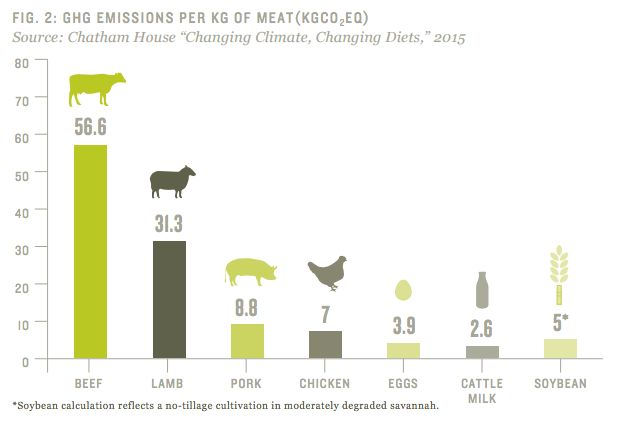 FIG. 2: GHG EMISSIONS PER KG OF MEAT(KGCO₂EQ)
Source: Chatham House “Changing Climate, Changing Diets,” 2015
80
70
60
50
40
30
20
10
0
56.6
31.3
8.8
7
3.9
2.6
5*
BEEF
LAMB
PORK
CHICKEN
EGGS
CATTLE
MILK
SOYBEAN
*Soybean calculation reflects a no-tillage cultivation in moderately degraded savannah.